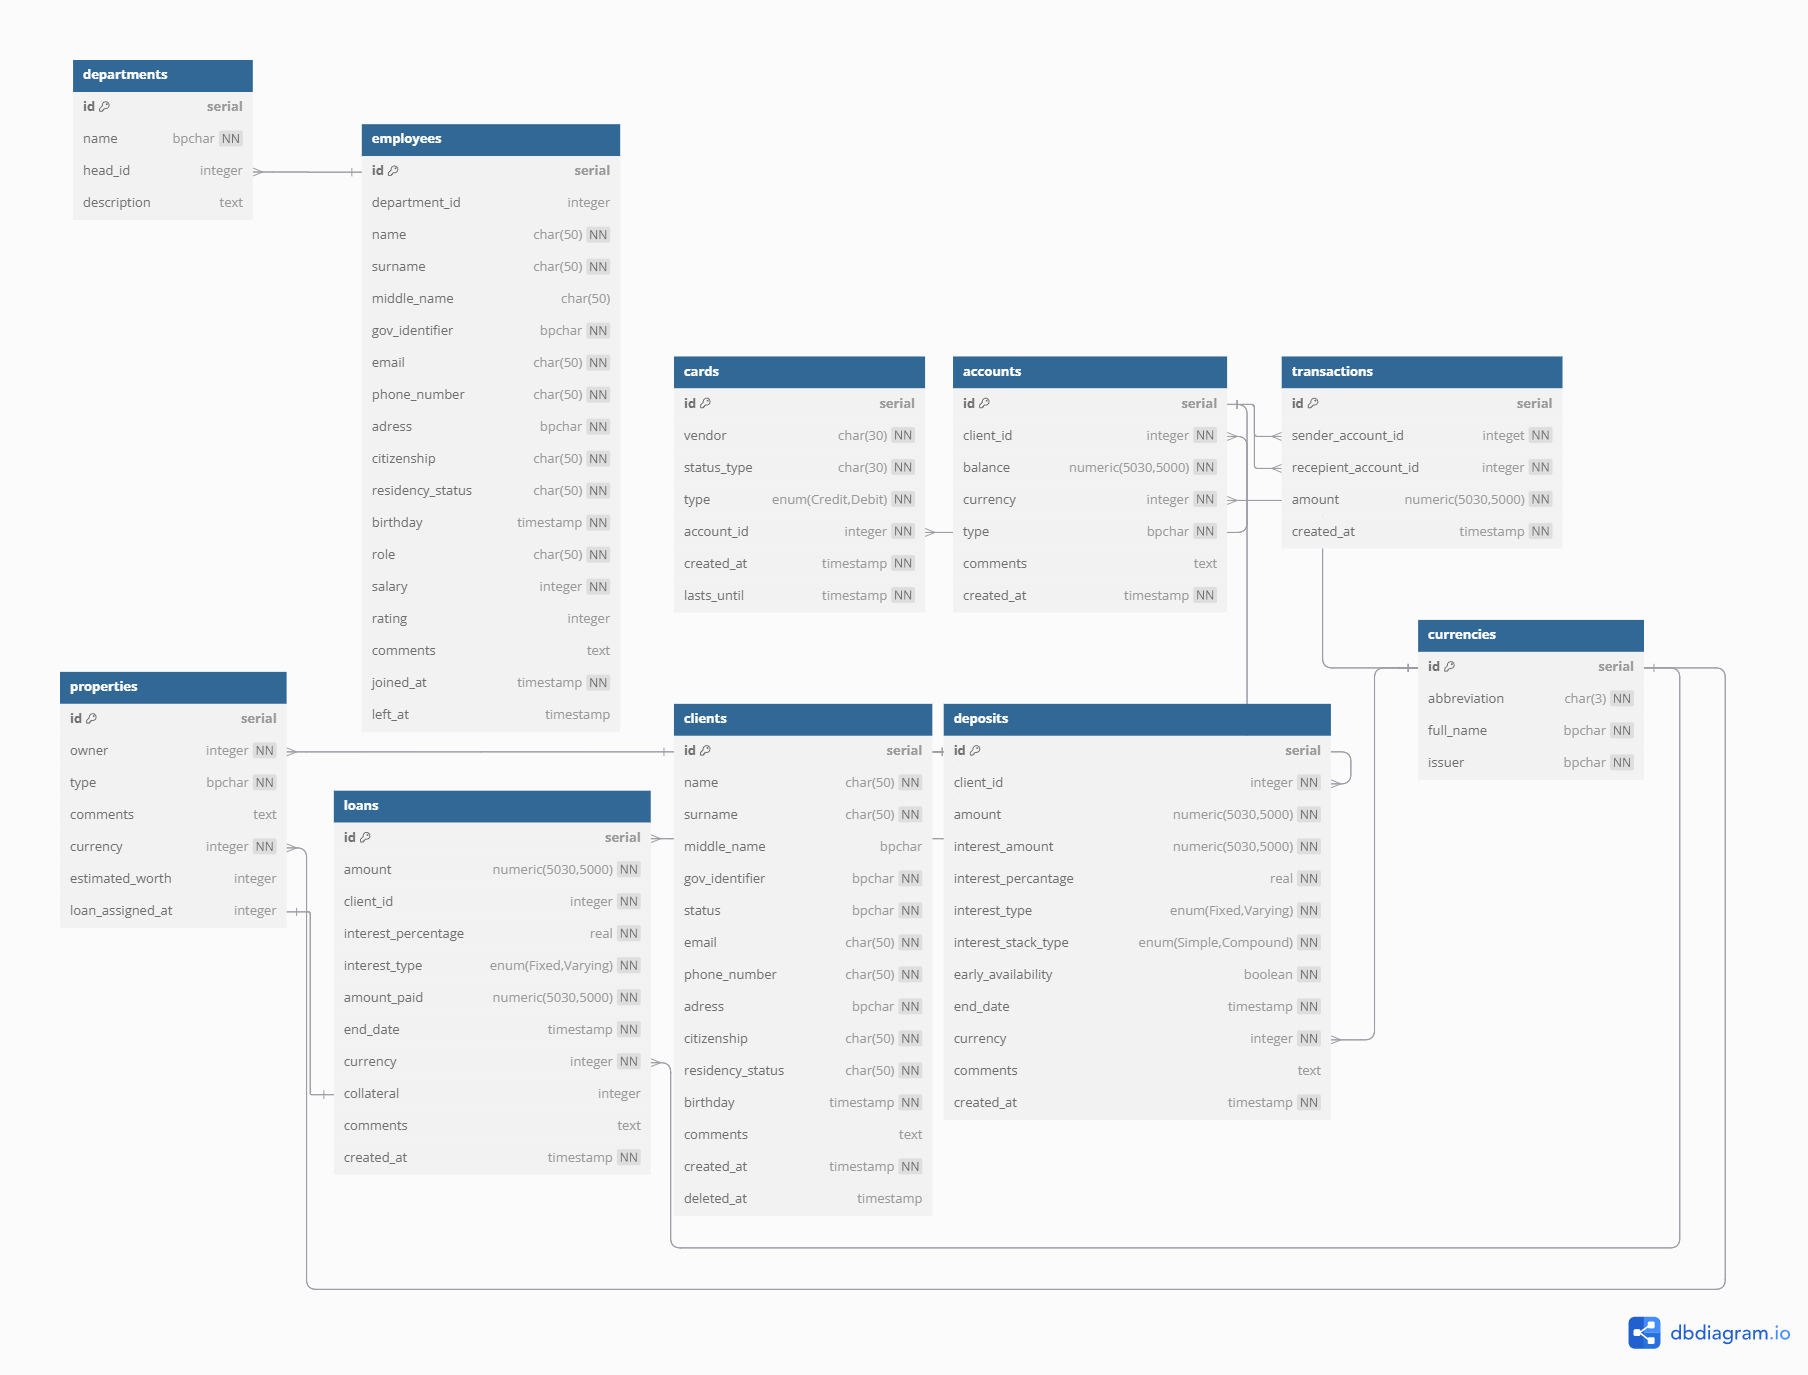 departments
id serial
name bpchar NN
head_id integer
description text
employees
id serial
department_id integer
name char(50) NN
surname char(50) NN
middle_name char(50)
gov_identifier bpchar NN
email char(50) NN
phone_number char(50) NN
adress bpchar NN
citizenship char(50) NN
residency_status char(50) NN
birthday timestamp NN
role char(50) NN
salary integer NN
rating integer
comments text
joined_at timestamp NN
left_at timestamp
cards
id serial
vendor char(30) NN
status_type char(30) NN
type enum(Credit,Debit) NN
account_id integer NN
created_at timestamp NN
lasts_until timestamp NN
accounts
id serial
client_id integer NN
balance numeric(5030,5000) NN
currency integer NN
type bpchar NN
comments text
created_at timestamp NN
transactions
id serial
sender_account_id integet NN
recepient_account_id integer NN
amount numeric(5030,5000) NN
created_at timestamp NN
currencies
id serial
abbreviation char(3) NN
full_name bpchar NN
issuer bpchar NN
properties
id serial
owner integer NN
type bpchar NN
comments text
currency integer NN
estimated_worth integer
loan_assigned_at integer
loans
id serial
amount numeric(5030,5000) NN
client_id integer NN
interest_percentage real NN
interest_type enum(Fixed,Varying) NN
amount_paid numeric(5030,5000) NN
end_date timestamp NN
currency integer NN
collateral integer
comments text
created_at timestamp NN
clients
id serial
name char(50) NN
surname char(50) NN
middle_name bpchar
gov_identifier bpchar NN
status bpchar NN
email char(50) NN
phone_number char(50) NN
adress bpchar NN
citizenship char(50) NN
residency_status char(50) NN
birthday timestamp NN
comments text
created_at timestamp NN
deleted_at timestamp
deposits
id serial
client_id integer NN
amount numeric(5030,5000) NN
interest_amount numeric(5030,5000) NN
interest_percantage real NN
interest_type enum(Fixed,Varying) NN
interest_stack_type enum(Simple,Compound) NN
early_availability boolean NN
end_date timestamp NN
currency integer NN
comments text
created_at timestamp NN
dbdiagram.io